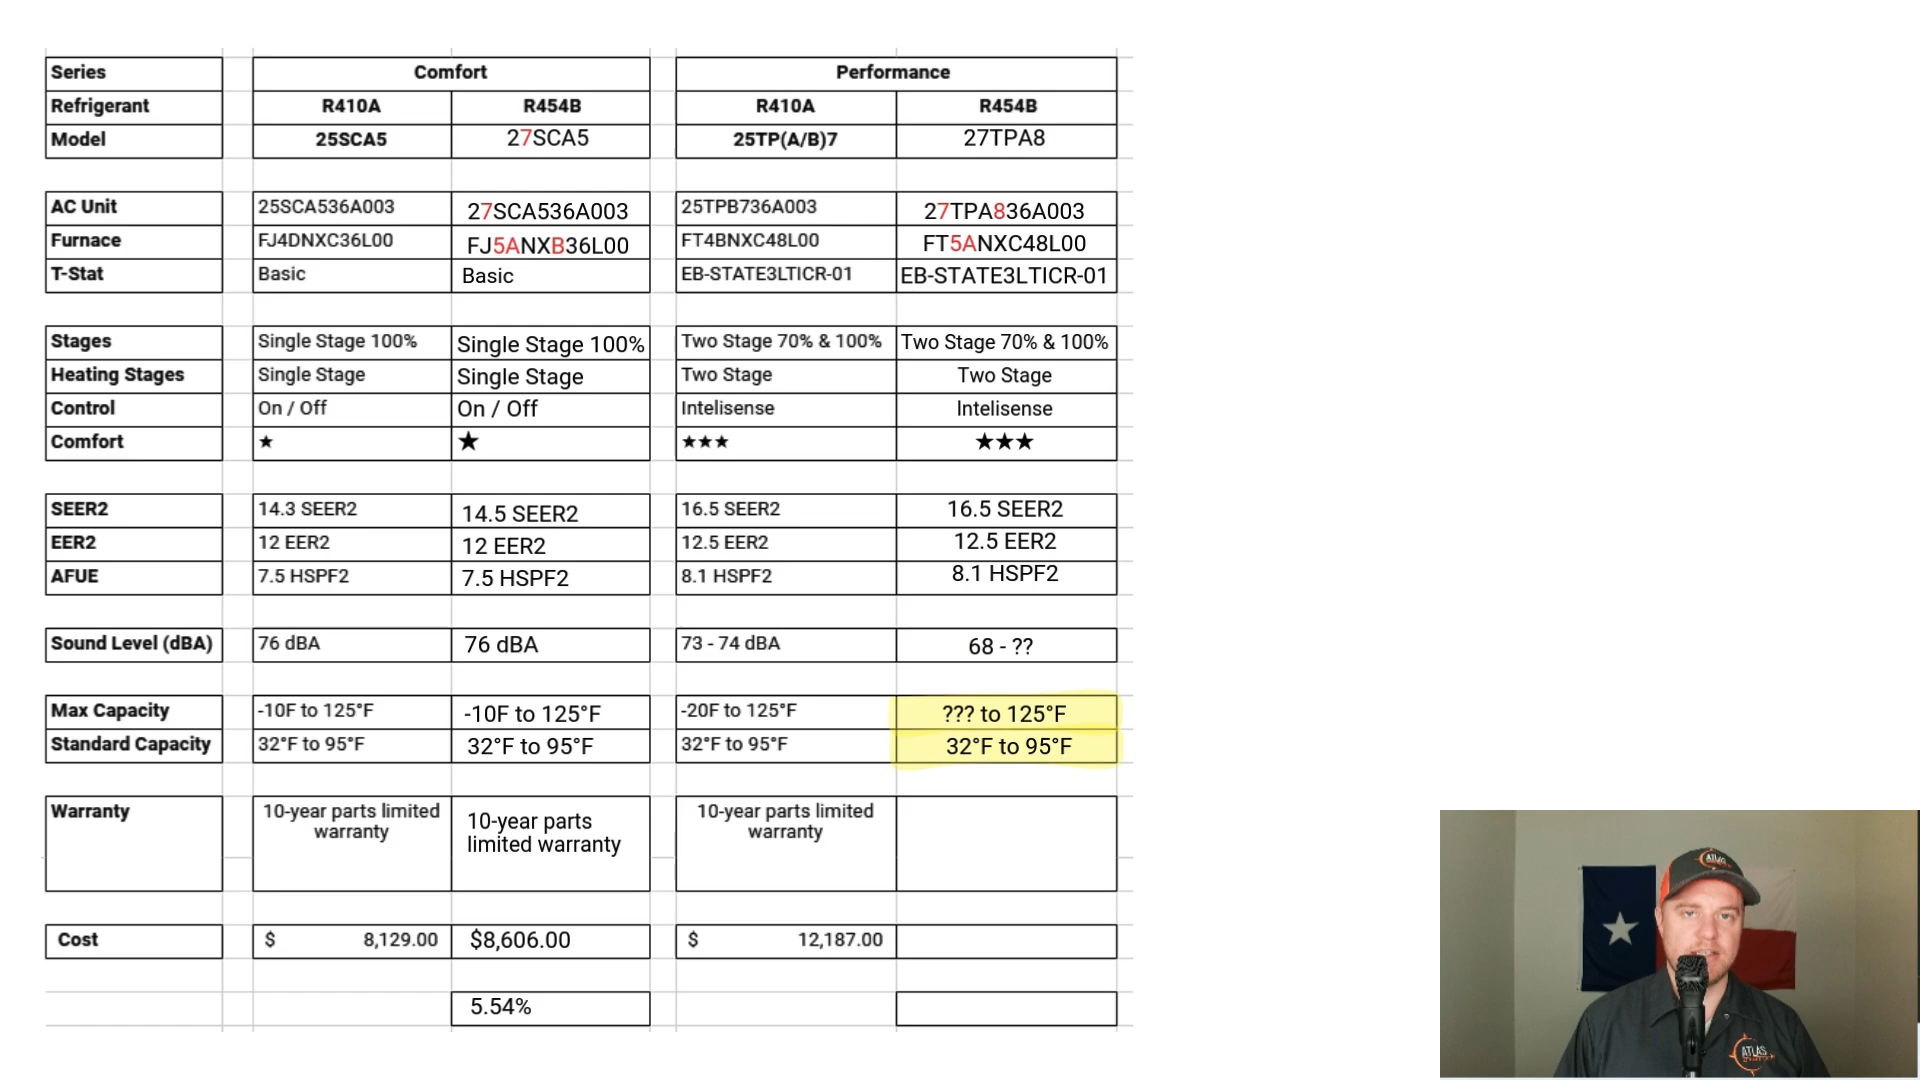 Series Comfort Performance
Refrigerant R410A R454B R410A R454B
Model 25SCA5 27SCA5 25TP(A/B)7 27TPA8
AC Unit 25SCA536A003 27SCA536A003 25TPB736A003 27TPA836A003
Furnace FJ4DNXC36L00 FJ5ANXB36L00 FT4BNXC48L00 FT5ANXC48L00
T-Stat Basic Basic EB-STATE3LTICR-01 EB-STATE3LTICR-01
Stages Single Stage 100% Single Stage 100% Two Stage 70% & 100% Two Stage 70% & 100%
Heating Stages Single Stage Single Stage Two Stage Two Stage
Control On / Off On / Off Intelisense Intelisense
Comfort ★ ★ ★★★ ★★★
SEER2 14.3 SEER2 14.5 SEER2 16.5 SEER2 16.5 SEER2
EER2 12 EER2 12 EER2 12.5 EER2 12.5 EER2
AFUE 7.5 HSPF2 7.5 HSPF2 8.1 HSPF2 8.1 HSPF2
Sound Level (dBA) 76 dBA 76 dBA 73 - 74 dBA 68 - ??
Max Capacity -10F to 125°F -10F to 125°F -20F to 125°F ??? to 125°F
Standard Capacity 32°F to 95°F 32°F to 95°F 32°F to 95°F 32°F to 95°F
Warranty 10-year parts limited 10-year parts 10-year parts limited
warranty limited warranty warranty
Cost $ 8,129.00 $8,606.00 $ 12,187.00
5.54%
ATLAS
ATLAS